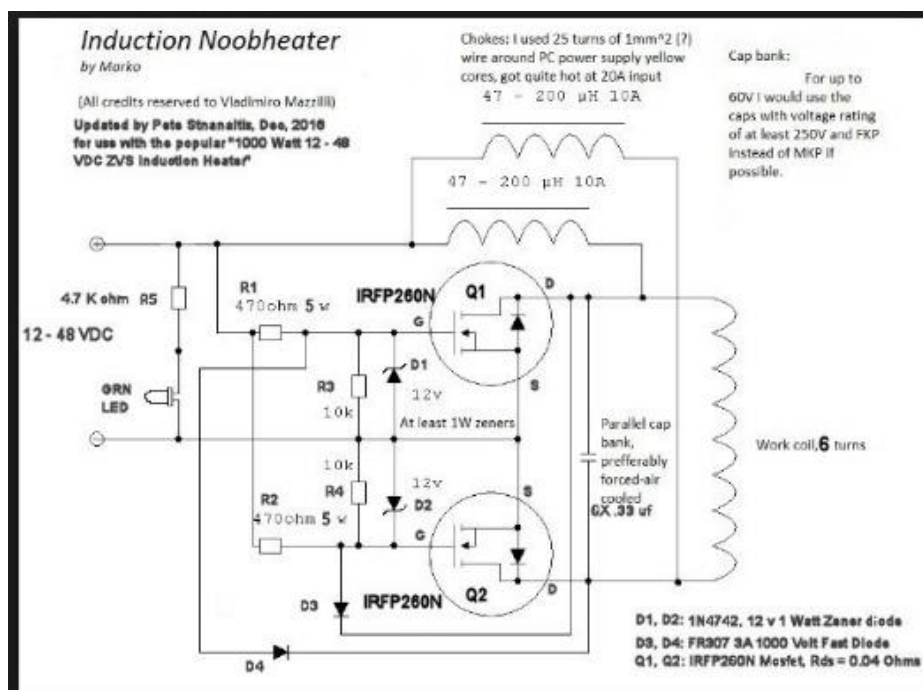 Induction Noobheater
by Marko
(All credits reserved to Vladimiro Mazzilli)
Updated by Pete Stnanaitis, Dec, 2016
for use with the popular "1000 Watt 12 - 48
VDC ZVS Induction Heater"
Chokes: I used 25 turns of 1mm^2 (?)
wire around PC power supply yellow
cores, got quite hot at 20A input
47 - 200 µH 10A
47 - 200 µH 10A
Cap bank:
For up to
60V I would use the
caps with voltage rating
of at least 250V and FKP
instead of MKP if
possible.
+
4.7 K ohm R5
12 - 48 VDC
GRN
LED
-
R1
470ohm 5 w
IRFP260N
Q1
D
G
S
D1
12v
R3
10k
At least 1W zeners
10k
R4
12v
D2
R2
470ohm 5 w
G
S
D
Q2
IRFP260N
D3
D4
Parallel cap
bank,
prefferably
forced-air
cooled
6X .33 uf
Work coil, 6 turns
D1, D2: 1N4742, 12 v 1 Watt Zener diode
D3, D4: FR307 3A 1000 Volt Fast Diode
Q1, Q2: IRFP260N Mosfet, Rds = 0.04 Ohms